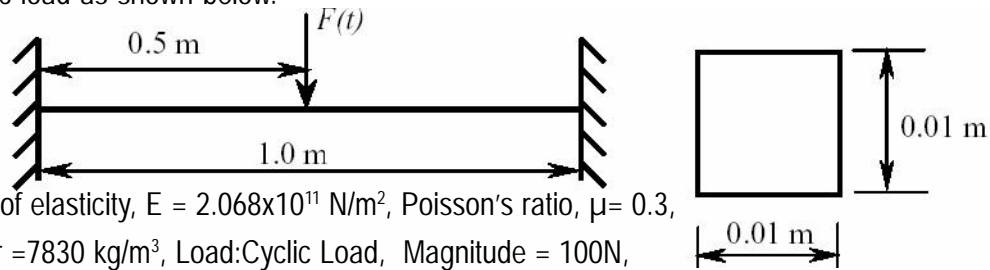 load as shown below.
F(t)
0.5 m
1.0 m
0.01 m
0.01 m
of elasticity, E = 2.068x10¹¹ N/m², Poisson's ratio, µ= 0.3,
=7830 kg/m³, Load:Cyclic Load, Magnitude = 100N,